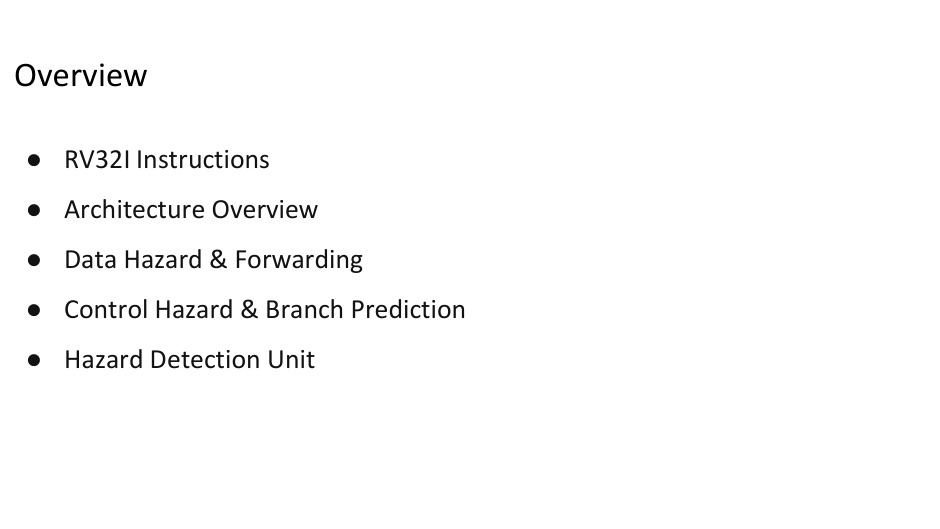 Overview
● RV32I Instructions
● Architecture Overview
● Data Hazard & Forwarding
● Control Hazard & Branch Prediction
● Hazard Detection Unit